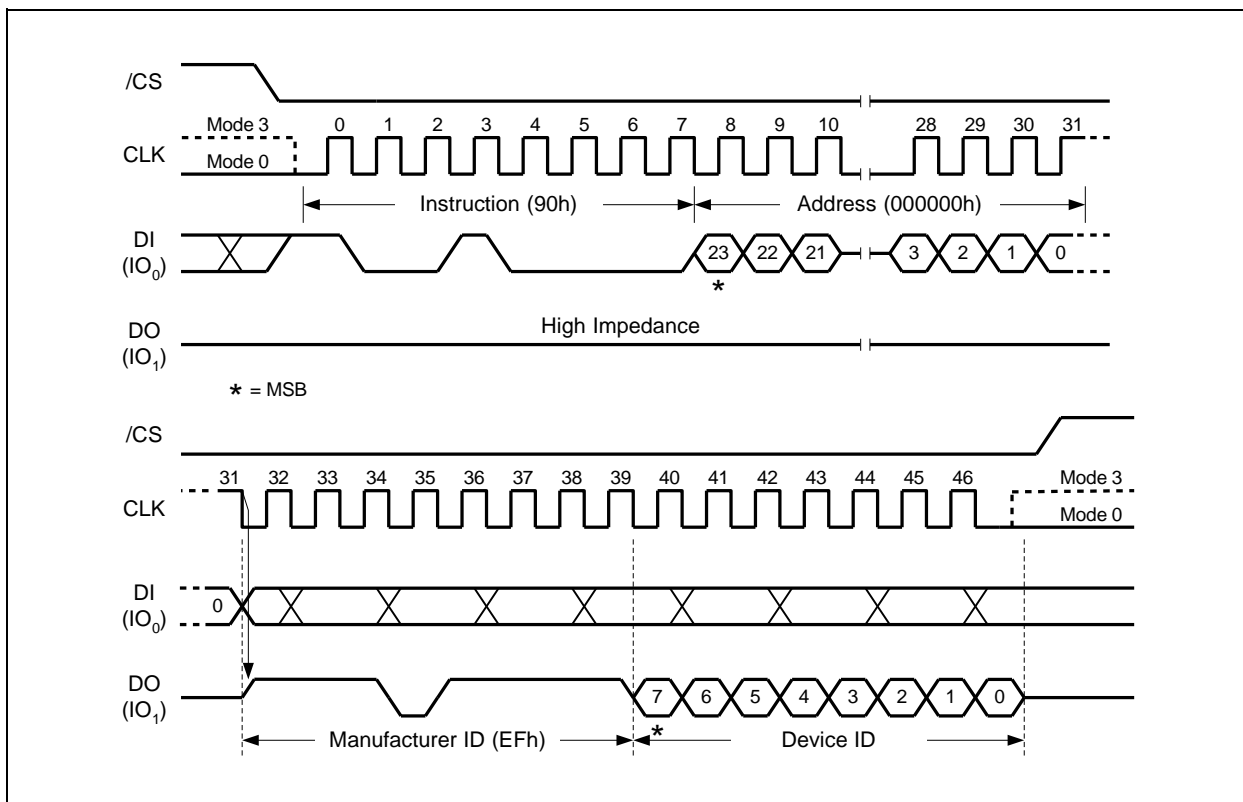 /CS
Mode 3
0 1 2 3 4 5 6 7 8 9 10 28 29 30 31
CLK
Mode 0
Instruction (90h)
Address (000000h)
DI
(IO0)
23 22 21 3 2 1 0
*
High Impedance
DO
(IO1)
* = MSB
/CS
31 32 33 34 35 36 37 38 39 40 41 42 43 44 45 46
Mode 3
CLK
Mode 0
DI
(IO0)
0
DO
(IO1)
7 6 5 4 3 2 1 0
*
Manufacturer ID (EFh)
Device ID